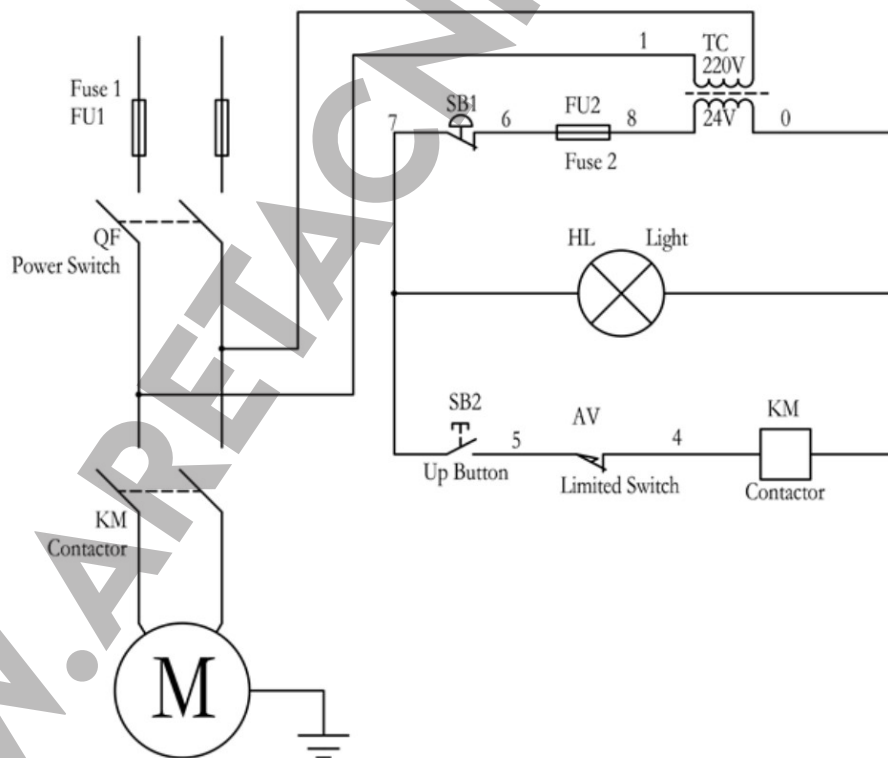 1
TC
220V
Fuse 1
FU1
7
SB1
6
FU2
8
24V
0
Fuse 2
QF
Power Switch
HL
Light
SB2
5
AV
4
KM
Up Button
Limited Switch
Contactor
KM
Contactor
M
W.ARETACNI